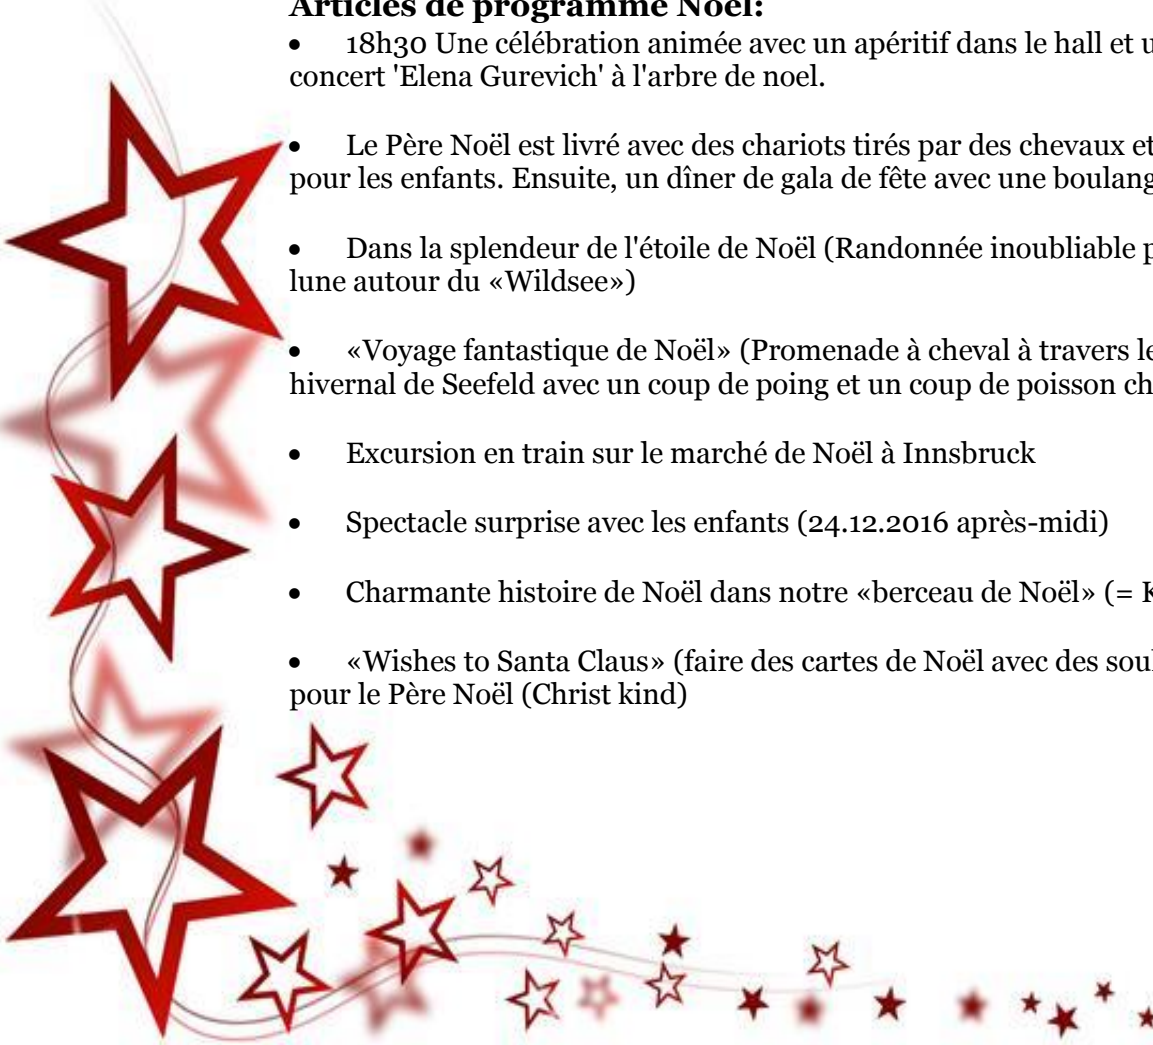 Articles de programme Noël:
• 18h30 Une célébration animée avec un apéritif dans le hall et u
concert 'Elena Gurevich' à l'arbre de noel.
• Le Père Noël est livré avec des chariots tirés par des chevaux et
pour les enfants. Ensuite, un dîner de gala de fête avec une boulang
• Dans la splendeur de l'étoile de Noël (Randonnée inoubliable p
lune autour du «Wildsee»)
• «Voyage fantastique de Noël» (Promenade à cheval à travers le
hivernal de Seefeld avec un coup de poing et un coup de poisson ch
• Excursion en train sur le marché de Noël à Innsbruck
• Spectacle surprise avec les enfants (24.12.2016 après-midi)
• Charmante histoire de Noël dans notre «berceau de Noël» (= K
• «Wishes to Santa Claus» (faire des cartes de Noël avec des soul
pour le Père Noël (Christ kind)